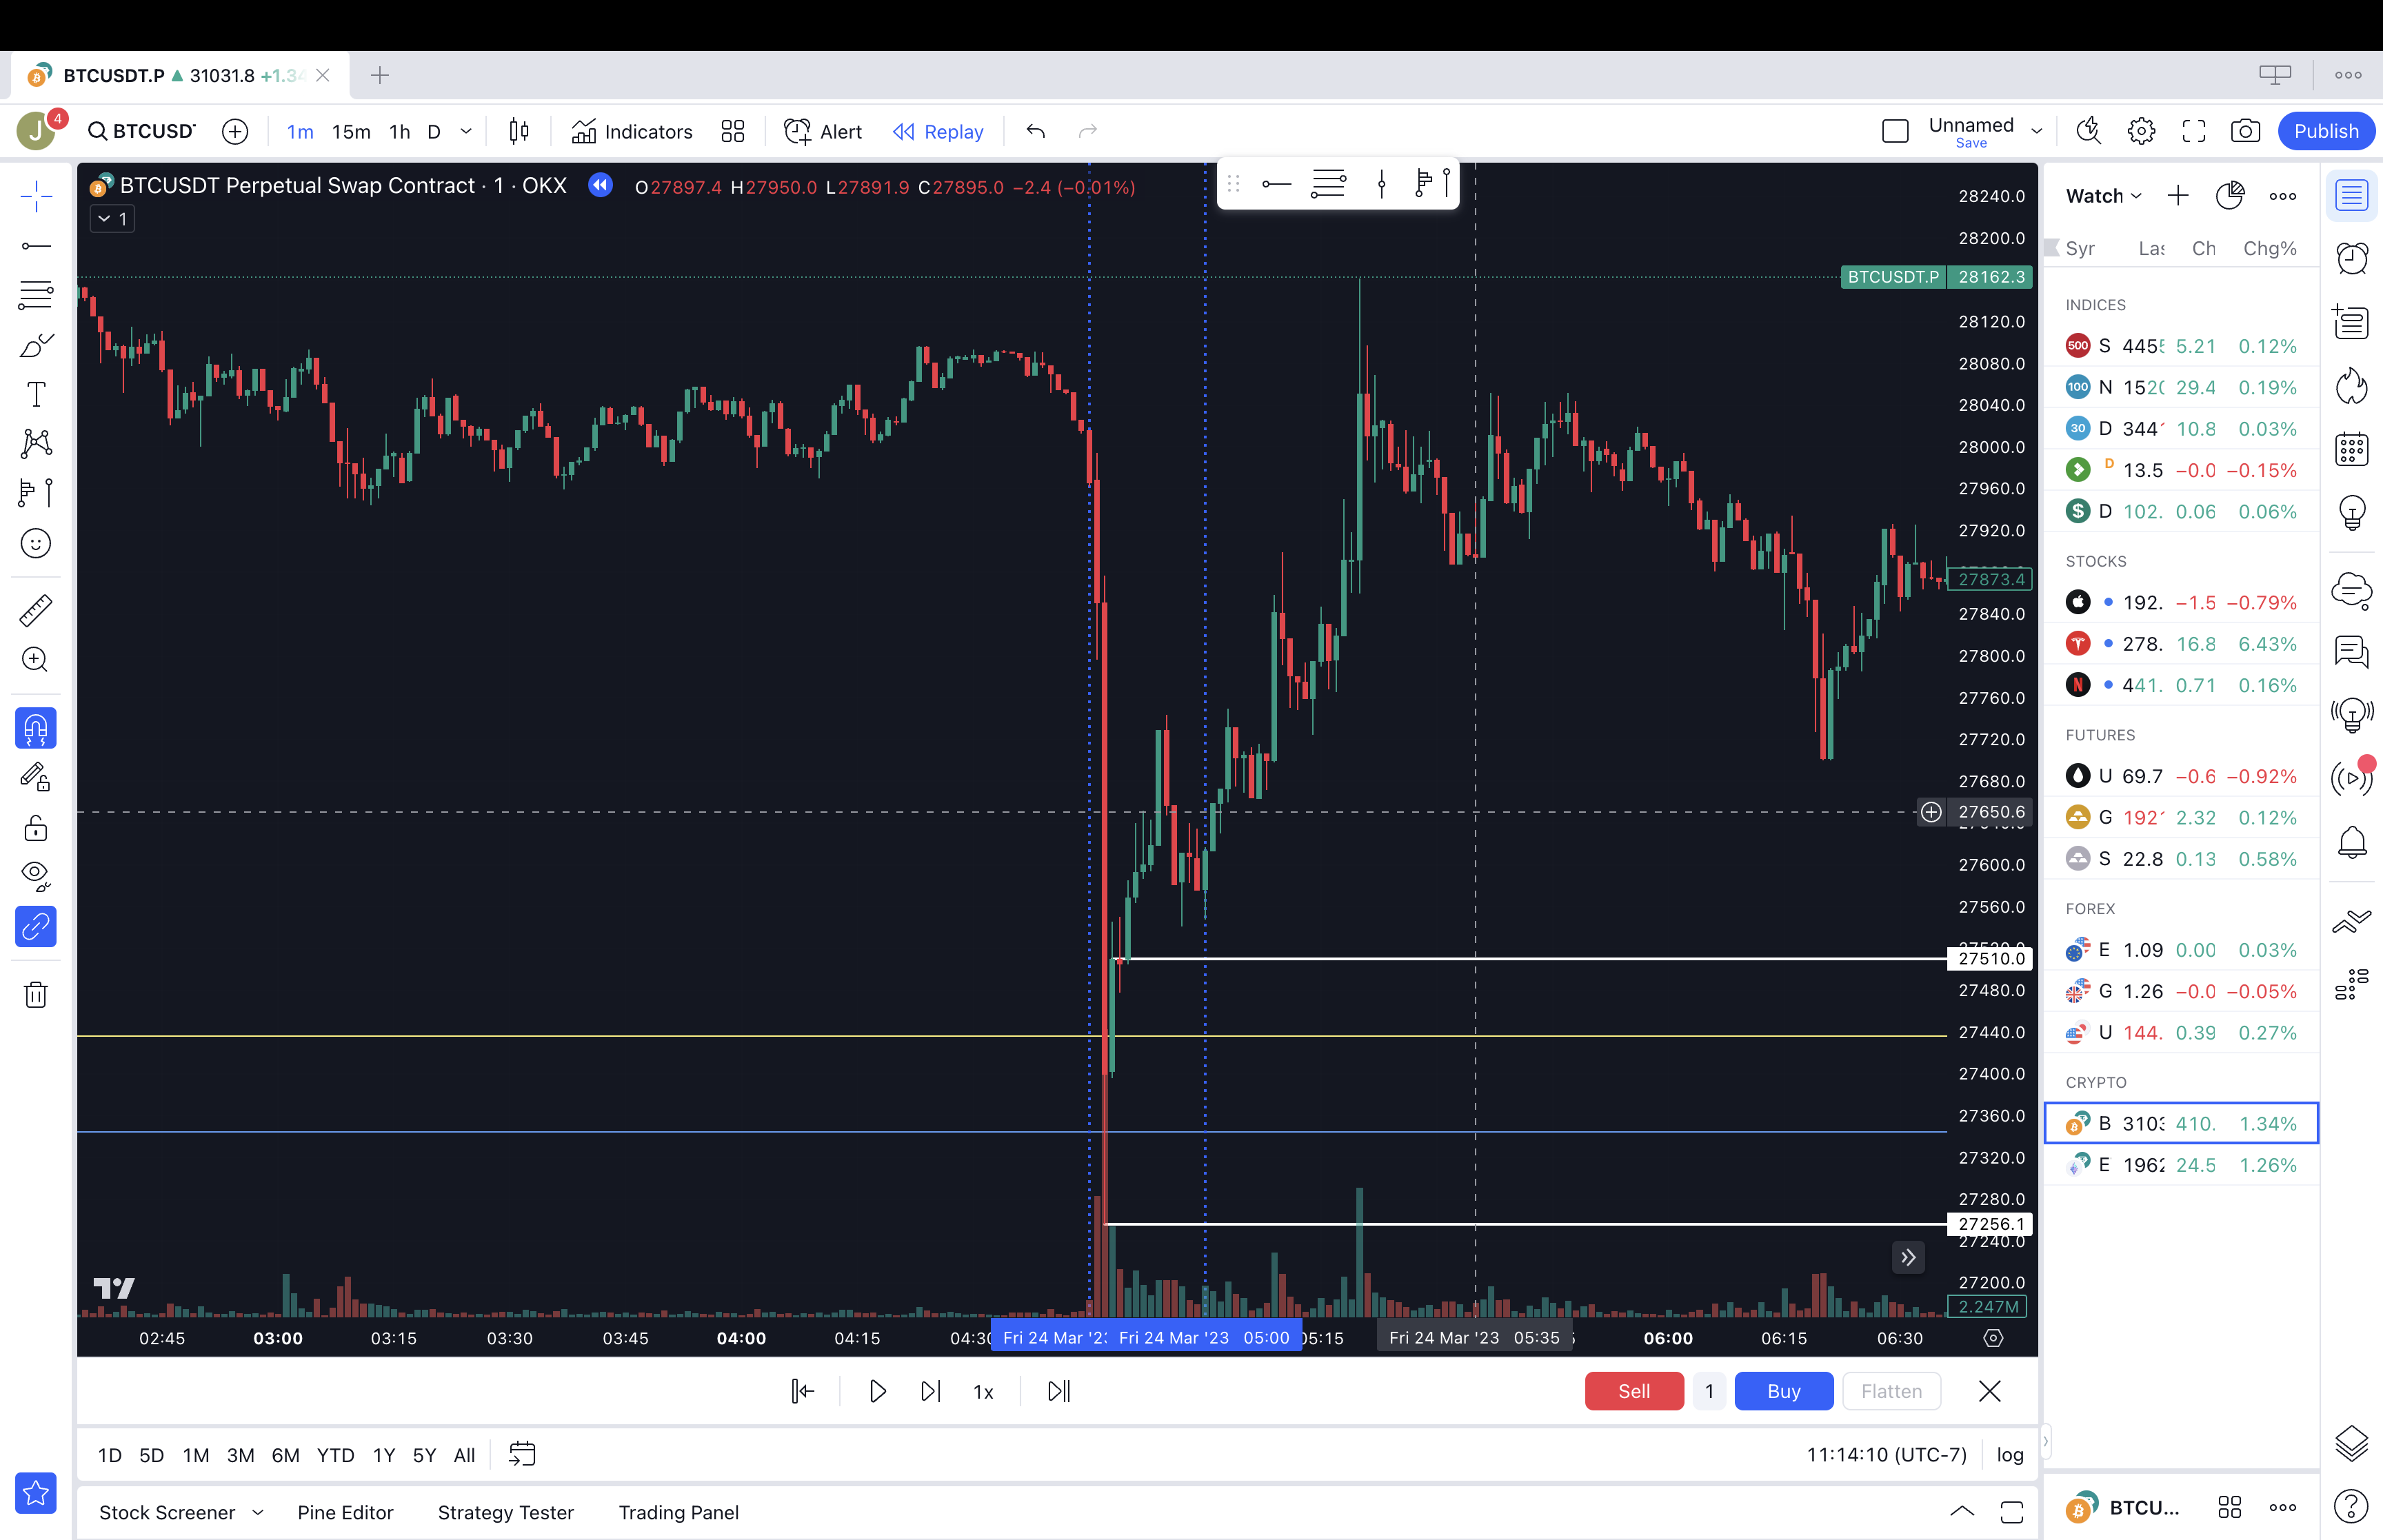 BTCUSDT.P 31031.8 +1.34
J 4 BTCUSD 1m 15m 1h D Indicators Alert Replay Unnamed Save Publish
BTCUSDT Perpetual Swap Contract · 1 · OKX O27897.4 H27950.0 L27891.9 C27895.0 −2.4 (−0.01%)
1
28240.0
28200.0
BTCUSDT.P 28162.3
28120.0
28080.0
28040.0
28000.0
27960.0
27920.0
27873.4
27840.0
27800.0
27760.0
27720.0
27680.0
27650.6
27600.0
27560.0
27510.0
27480.0
27440.0
27400.0
27360.0
27320.0
27280.0
27256.1
27240.0
27200.0
2.247M
02:45 03:00 03:15 03:30 03:45 04:00 04:15 04:30 Fri 24 Mar '23 Fri 24 Mar '23 05:00 05:15 Fri 24 Mar '23 05:35 06:00 06:15 06:30
1x Sell 1 Buy Flatten
1D 5D 1M 3M 6M YTD 1Y 5Y All 11:14:10 (UTC-7) log
Stock Screener Pine Editor Strategy Tester Trading Panel
Watch
Chg%
INDICES
500 S 445 5.21 0.12%
100 N 152 29.4 0.19%
30 D 344 10.8 0.03%
D 13.5 −0.0 −0.15%
$ D 102. 0.06 0.06%
STOCKS
192. −1.5 −0.79%
278. 16.8 6.43%
N 441. 0.71 0.16%
FUTURES
U 69.7 −0.6 −0.92%
G 192 2.32 0.12%
S 22.8 0.13 0.58%
FOREX
E 1.09 0.00 0.03%
G 1.26 −0.0 −0.05%
U 144. 0.39 0.27%
CRYPTO
B 3103 410. 1.34%
E 1962 24.5 1.26%
BTCU...